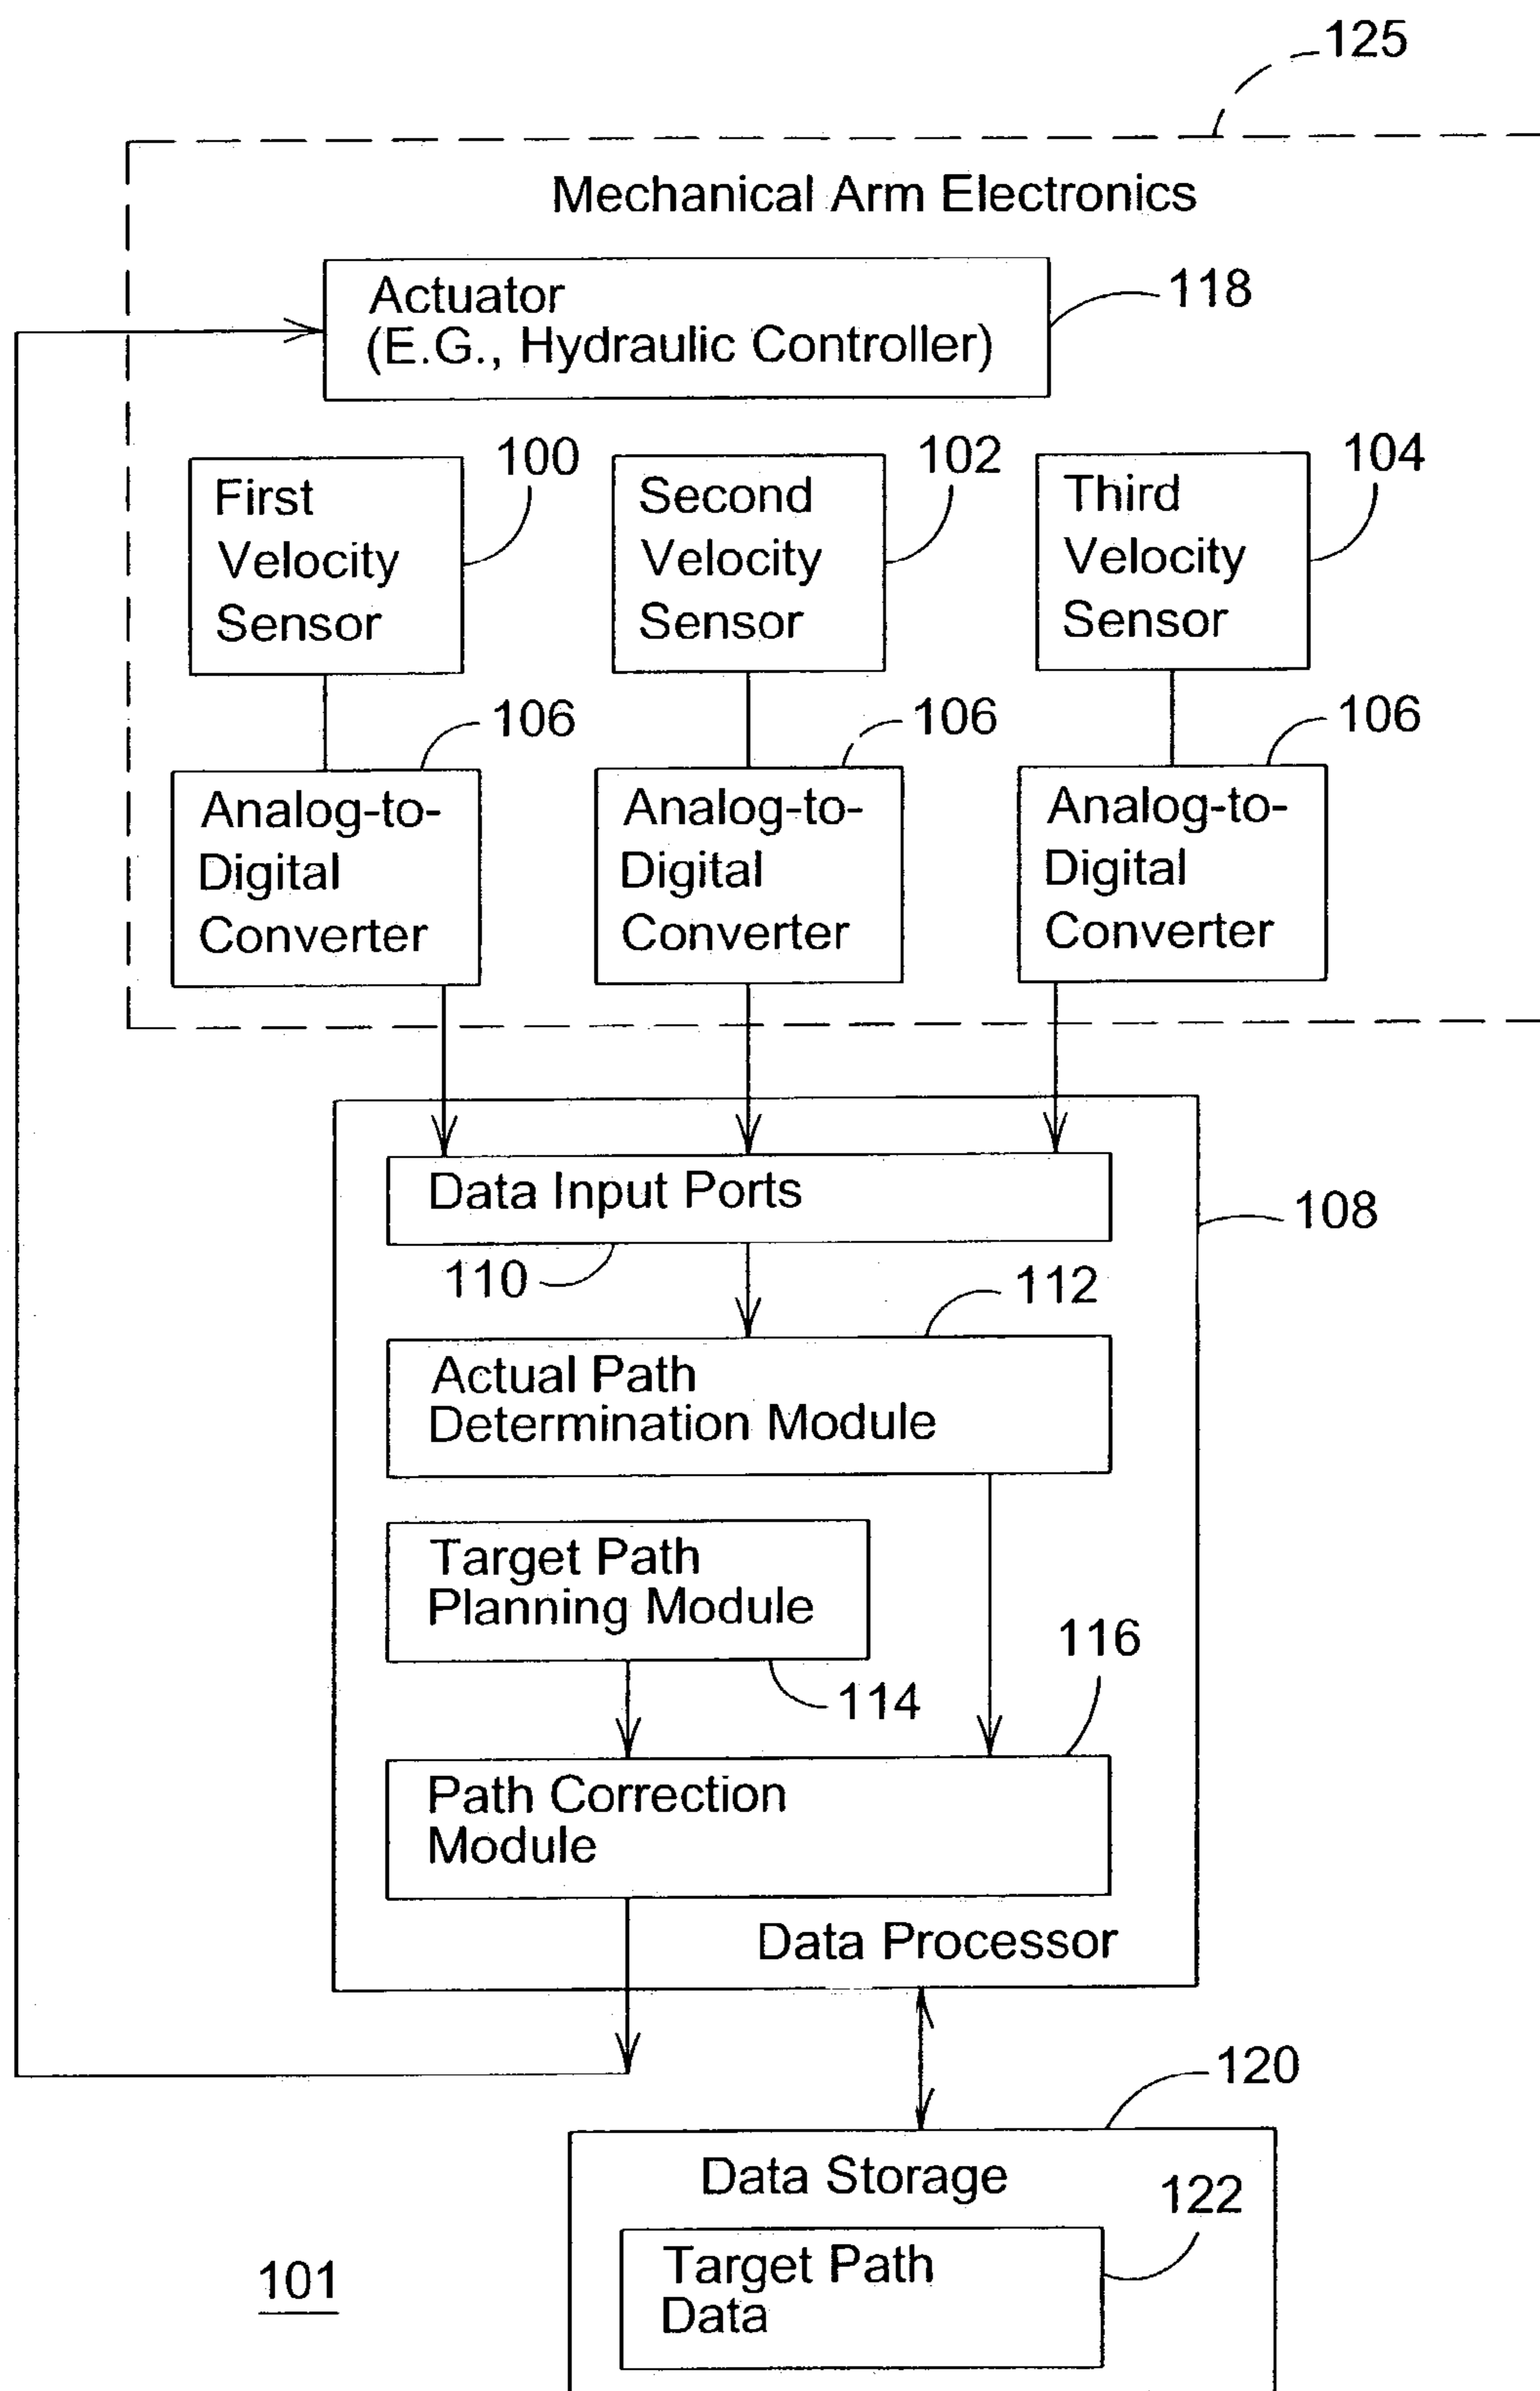 125
Mechanical Arm Electronics
Actuator
(E.G., Hydraulic Controller)
118
100
102
104
First
Velocity
Sensor
Second
Velocity
Sensor
Third
Velocity
Sensor
106
106
106
Analog-to-
Digital
Converter
Analog-to-
Digital
Converter
Analog-to-
Digital
Converter
Data Input Ports
108
110
112
Actual Path
Determination Module
Target Path
Planning Module
114
116
Path Correction
Module
Data Processor
120
Data Storage
122
Target Path
Data
101